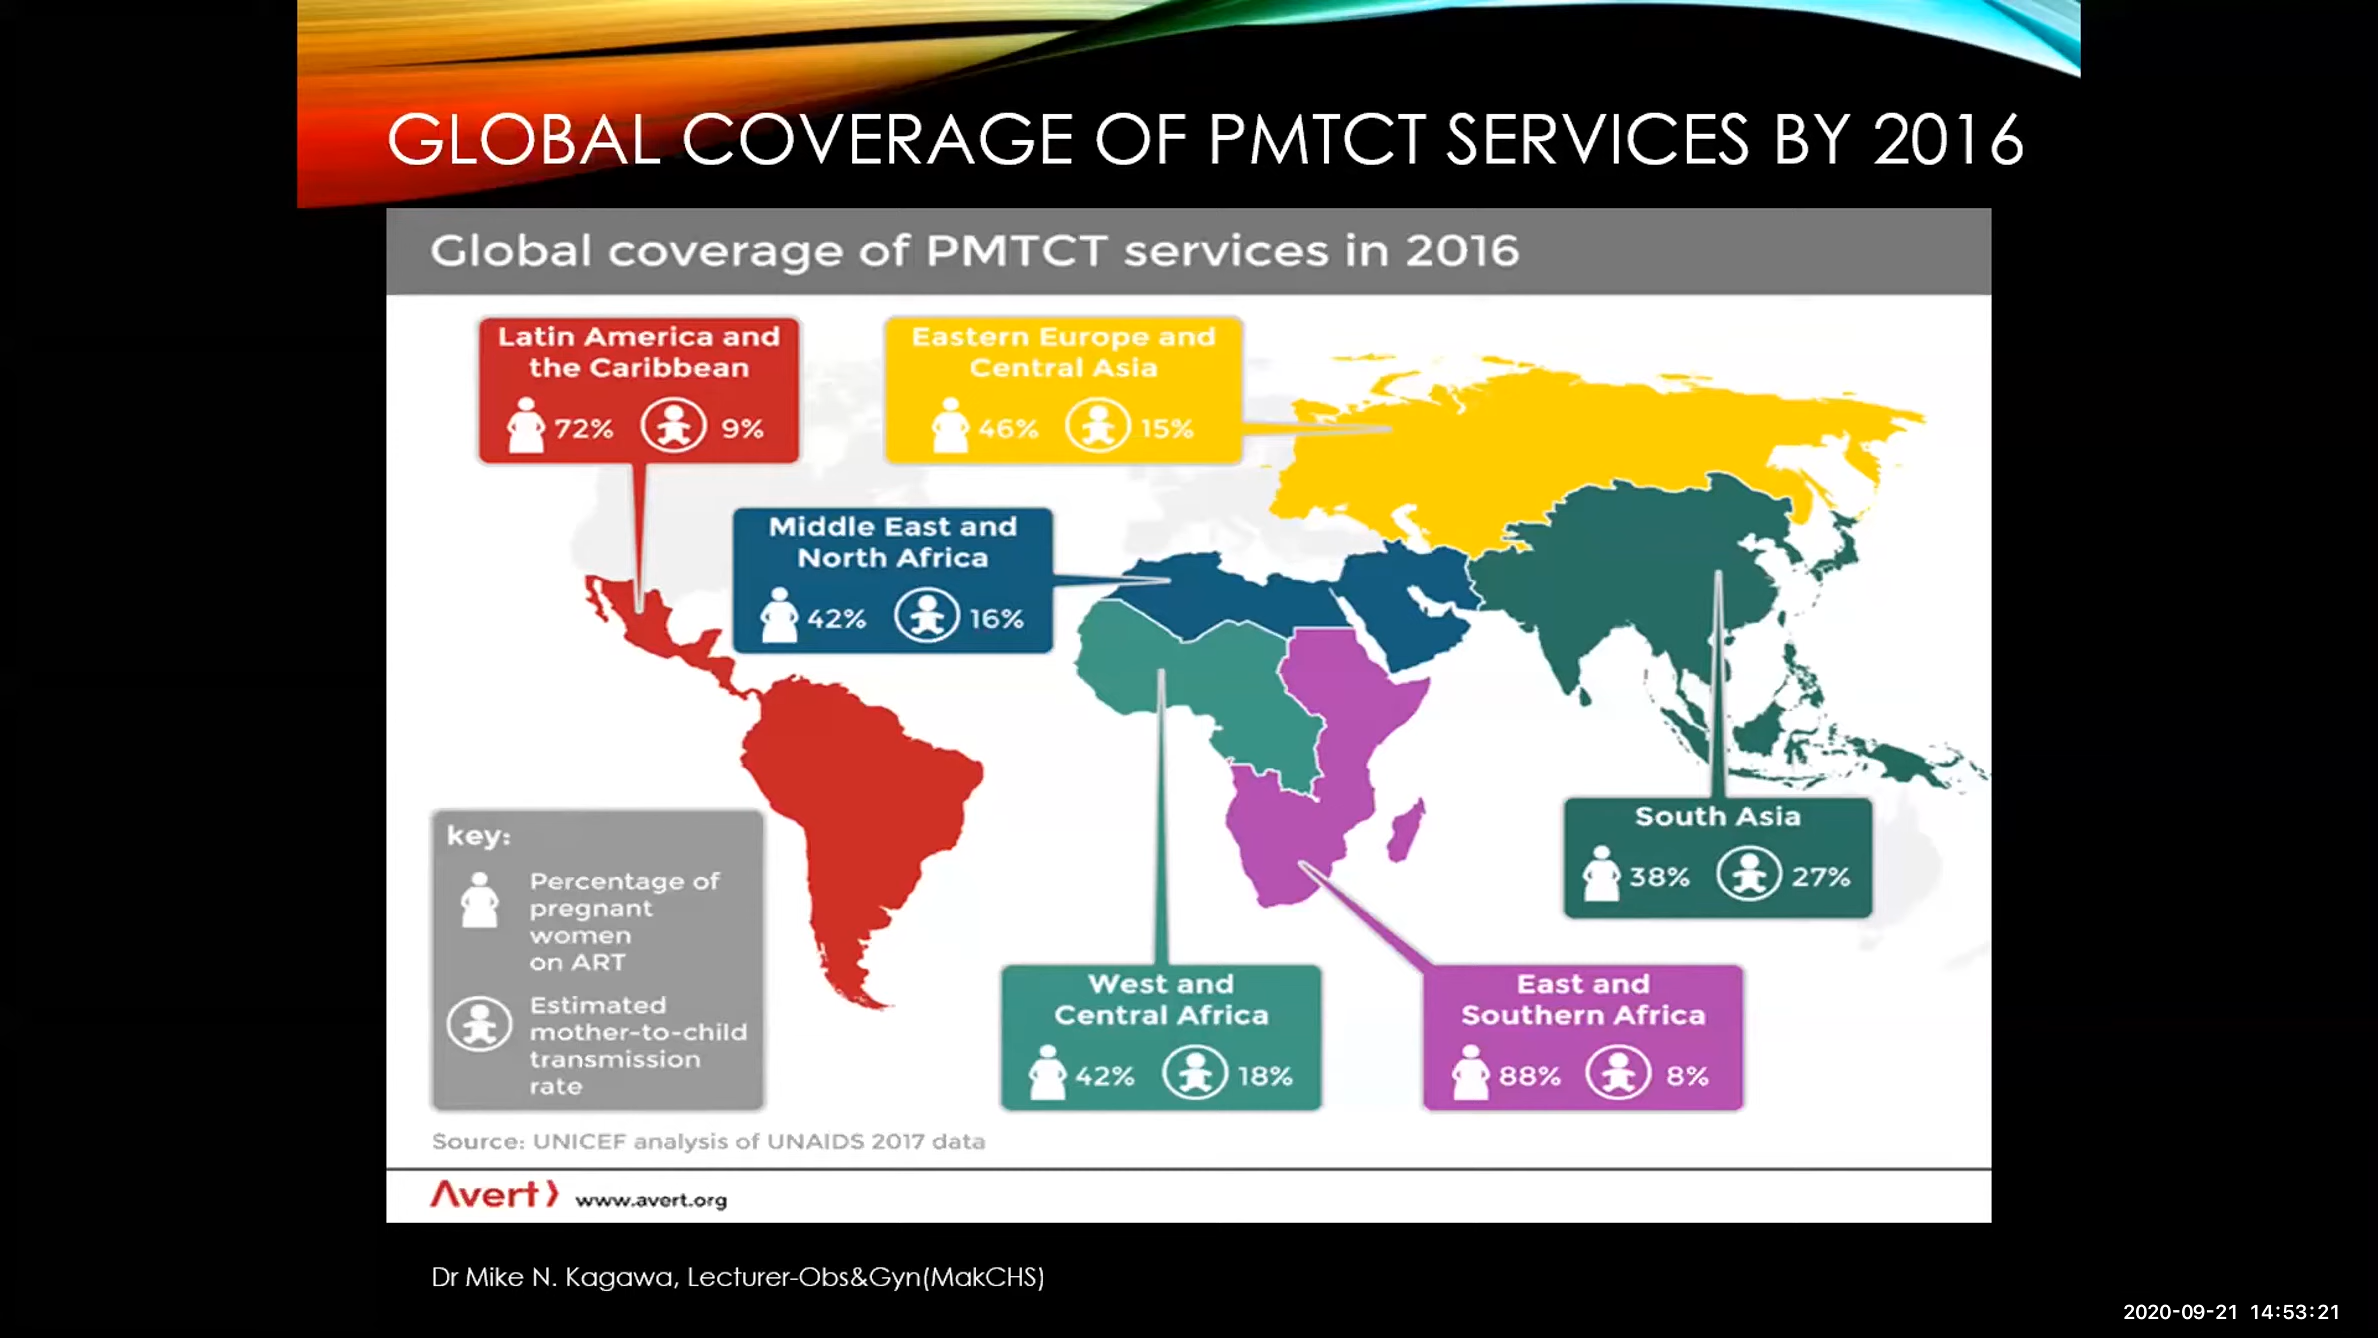 GLOBAL COVERAGE OF PMTCT SERVICES BY 2016
Global coverage of PMTCT services in 2016
Latin America and
the Caribbean
72% 9%
Eastern Europe and
Central Asia
46% 15%
Middle East and
North Africa
42% 16%
South Asia
38% 27%
West and
Central Africa
42% 18%
East and
Southern Africa
88% 8%
key:
Percentage of
pregnant
women
on ART
Estimated
mother-to-child
transmission
rate
Source: UNICEF analysis of UNAIDS 2017 data
Avert www.avert.org
Dr Mike N. Kagawa, Lecturer-Obs&Gyn(MakCHS)
2020-09-21 14:53:21